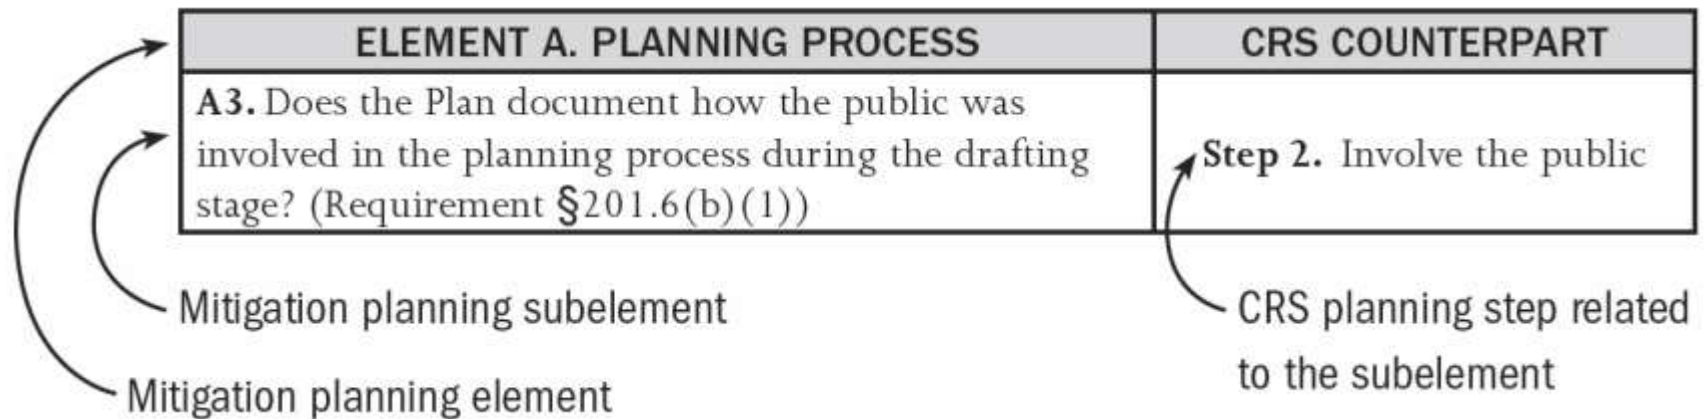 ELEMENT A. PLANNING PROCESS
CRS COUNTERPART
A3. Does the Plan document how the public was
involved in the planning process during the drafting
stage? (Requirement §201.6(b)(1))
Step 2. Involve the public
Mitigation planning subelement
Mitigation planning element
CRS planning step related
to the subelement